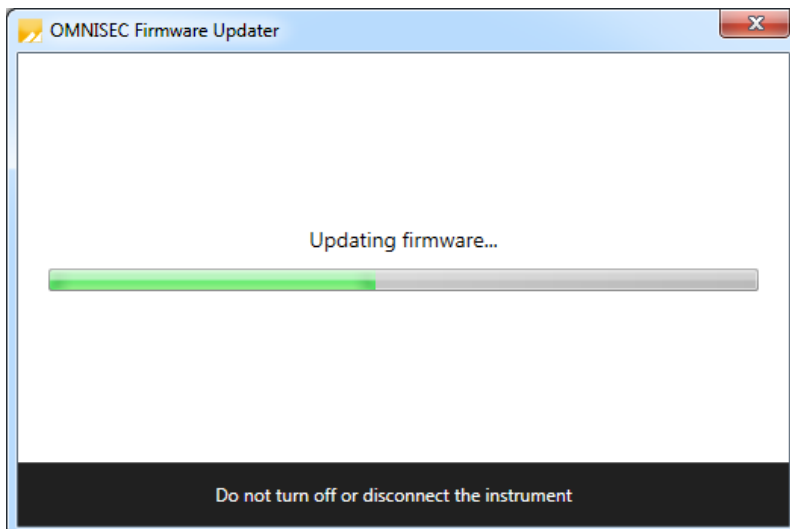 OMNISEC Firmware Updater
Updating firmware...
Do not turn off or disconnect the instrument